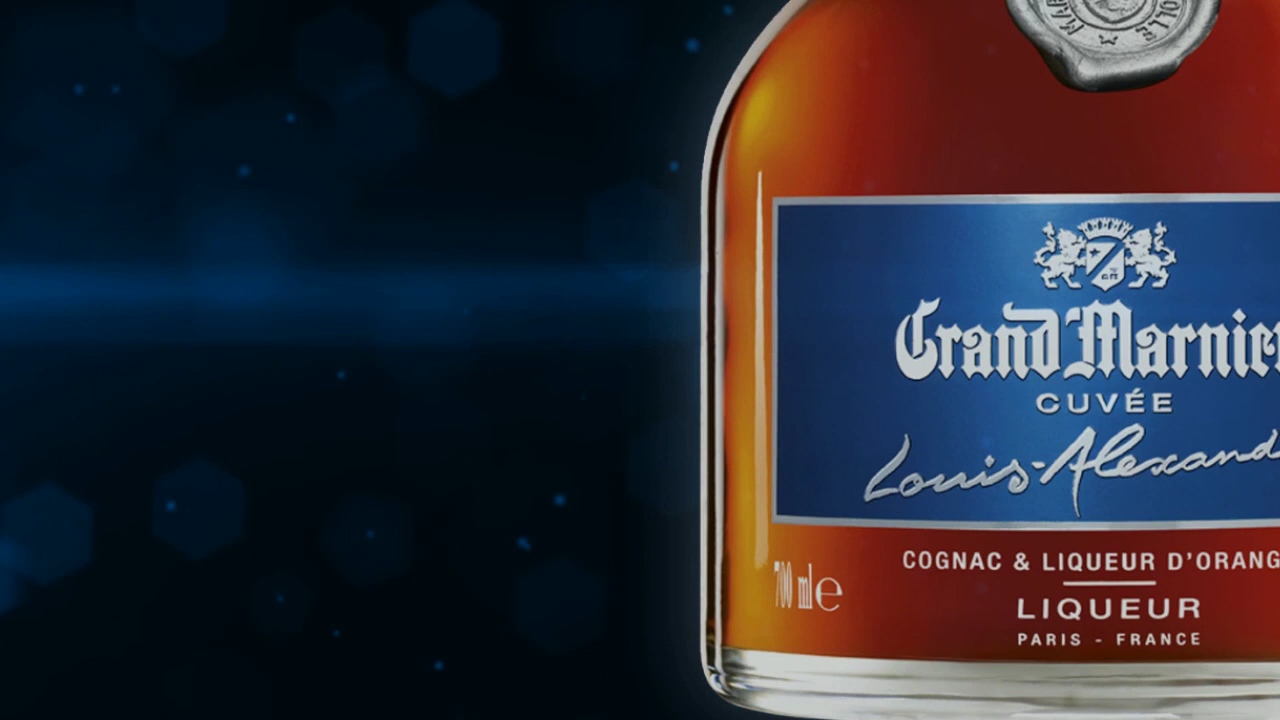 Grand Marnier
CUVÉE
Louis-Alexand
700 ml e
COGNAC & LIQUEUR D'ORANG
LIQUEUR
PARIS - FRANCE